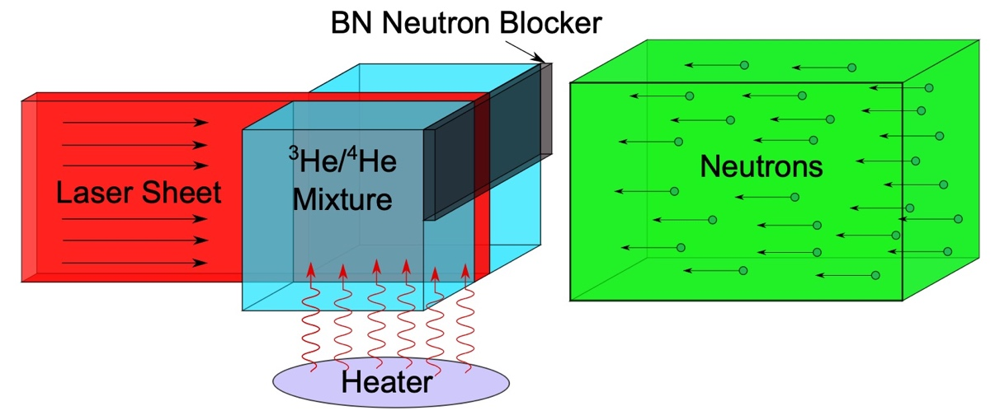 BN Neutron Blocker
³He/⁴He
Mixture
Laser Sheet
Neutrons
Heater